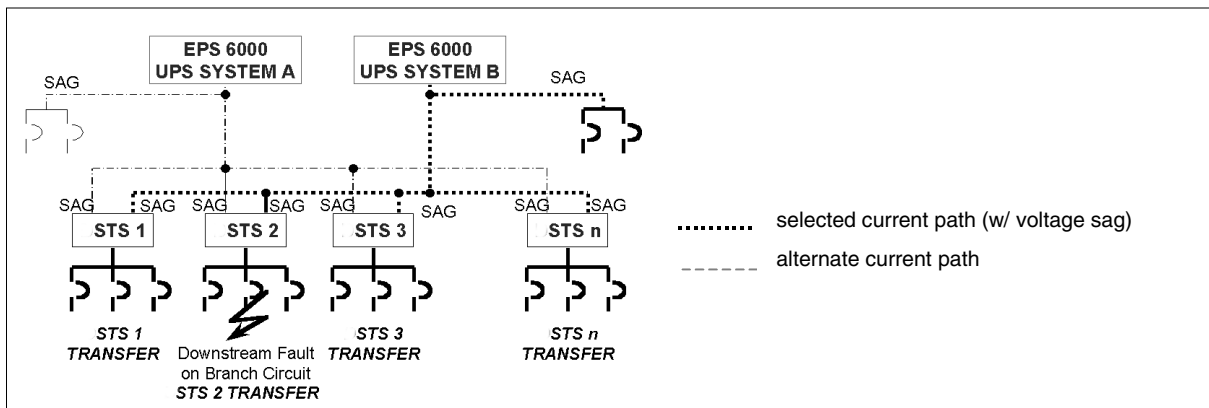 EPS 6000
UPS SYSTEM A
EPS 6000
UPS SYSTEM B
SAG
SAG
SAG
SAG
SAG
SAG
SAG
SAG
SAG
SAG
SAG
STS 1
STS 2
STS 3
STS n
selected current path (w/ voltage sag)
alternate current path
STS 1
TRANSFER
Downstream Fault
on Branch Circuit
STS 2 TRANSFER
STS 3
TRANSFER
STS n
TRANSFER